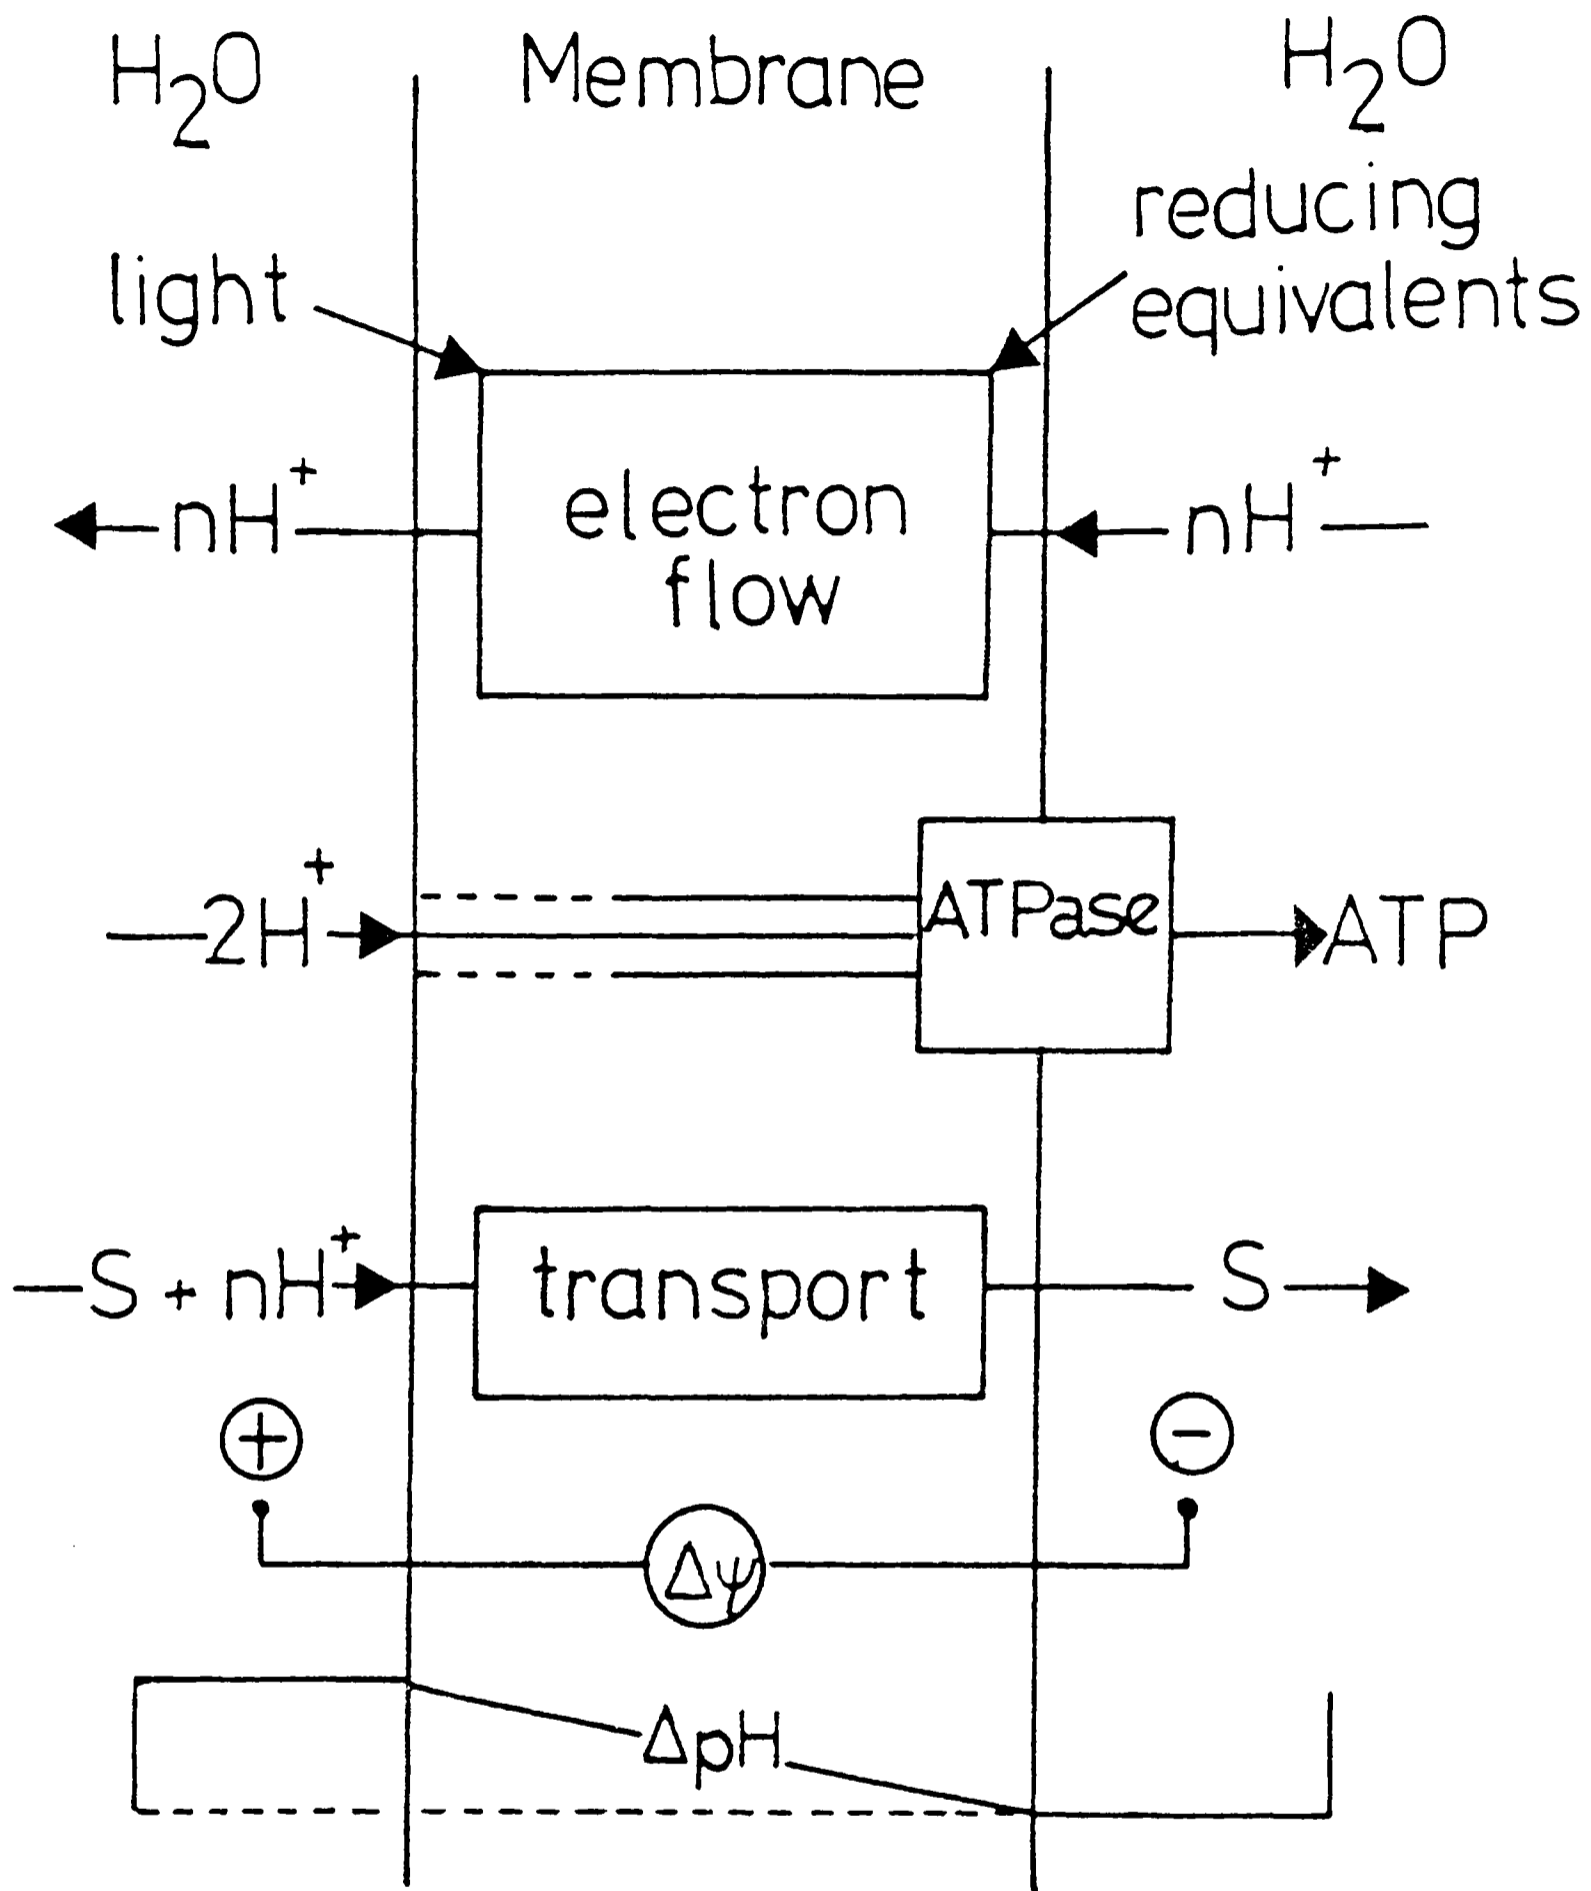 H₂O Membrane H₂O
reducing
equivalents
light
nH⁺ electron flow nH⁺
2H⁺ ATPase ATP
S + nH⁺ transport S
+ −
Δψ
ΔpH